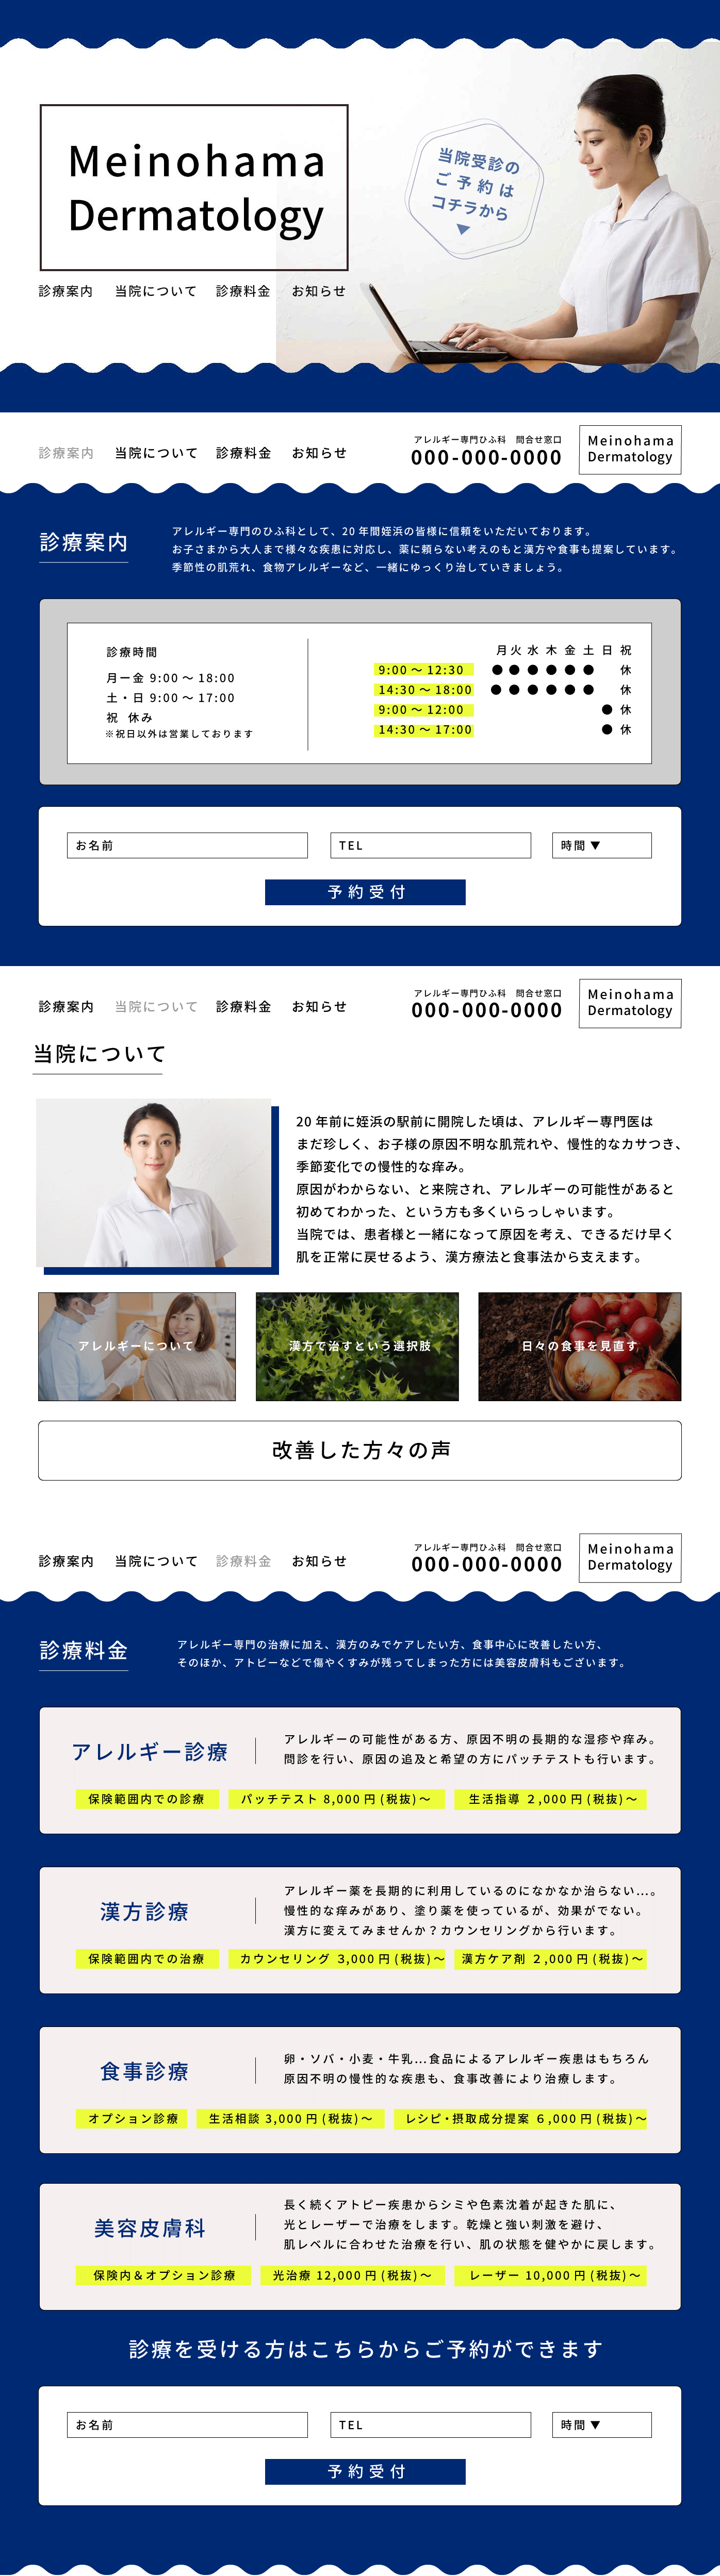 Meinohama
Dermatology
当院受診の
ご予約は
コチラから
診療案内 当院について 診療料金 お知らせ
診療案内 当院について 診療料金 お知らせ
アレルギー専門ひふ科 問合せ窓口
000-000-0000
Meinohama
Dermatology
診療案内
アレルギー専門のひふ科として、20 年間姪浜の皆様に信頼をいただいております。
お子さまから大人まで様々な疾患に対応し、薬に頼らない考えのもと漢方や食事も提案しています。
季節性の肌荒れ、食物アレルギーなど、一緒にゆっくり治していきましょう。
診療時間
月ー金 9:00 ～ 18:00
土・日 9:00 ～ 17:00
祝 休み
※祝日以外は営業しております
月 火 水 木 金 土 日 祝
9:00 ～ 12:30 ● ● ● ● ● ● 休
14:30 ～ 18:00 ● ● ● ● ● ● 休
9:00 ～ 12:00 ● 休
14:30 ～ 17:00 ● 休
お名前 TEL 時間 ▼
予約受付
診療案内 当院について 診療料金 お知らせ
アレルギー専門ひふ科 問合せ窓口
000-000-0000
Meinohama
Dermatology
当院について
20 年前に姪浜の駅前に開院した頃は、アレルギー専門医は
まだ珍しく、お子様の原因不明な肌荒れや、慢性的なカサつき、
季節変化での慢性的な痒み。
原因がわからない、と来院され、アレルギーの可能性があると
初めてわかった、という方も多くいらっしゃいます。
当院では、患者様と一緒になって原因を考え、できるだけ早く
肌を正常に戻せるよう、漢方療法と食事法から支えます。
アレルギーについて
漢方で治すという選択肢
日々の食事を見直す
改善した方々の声
診療案内 当院について 診療料金 お知らせ
アレルギー専門ひふ科 問合せ窓口
000-000-0000
Meinohama
Dermatology
診療料金
アレルギー専門の治療に加え、漢方のみでケアしたい方、食事中心に改善したい方、
そのほか、アトピーなどで傷やくすみが残ってしまった方には美容皮膚科もございます。
アレルギー診療
アレルギーの可能性がある方、原因不明の長期的な湿疹や痒み。
問診を行い、原因の追及と希望の方にパッチテストも行います。
保険範囲内での診療 パッチテスト 8,000 円 (税抜) ～ 生活指導 2,000 円 (税抜) ～
漢方診療
アレルギー薬を長期的に利用しているのになかなか治らない…。
慢性的な痒みがあり、塗り薬を使っているが、効果がでない。
漢方に変えてみませんか？カウンセリングから行います。
保険範囲内での治療 カウンセリング 3,000 円 (税抜) ～ 漢方ケア剤 2,000 円 (税抜) ～
食事診療
卵・ソバ・小麦・牛乳…食品によるアレルギー疾患はもちろん
原因不明の慢性的な疾患も、食事改善により治療します。
オプション診療 生活相談 3,000 円 (税抜) ～ レシピ・摂取成分提案 6,000 円 (税抜) ～
美容皮膚科
長く続くアトピー疾患からシミや色素沈着が起きた肌に、
光とレーザーで治療をします。乾燥と強い刺激を避け、
肌レベルに合わせた治療を行い、肌の状態を健やかに戻します。
保険内＆オプション診療 光治療 12,000 円 (税抜) ～ レーザー 10,000 円 (税抜) ～
診療を受ける方はこちらからご予約ができます
お名前 TEL 時間 ▼
予約受付